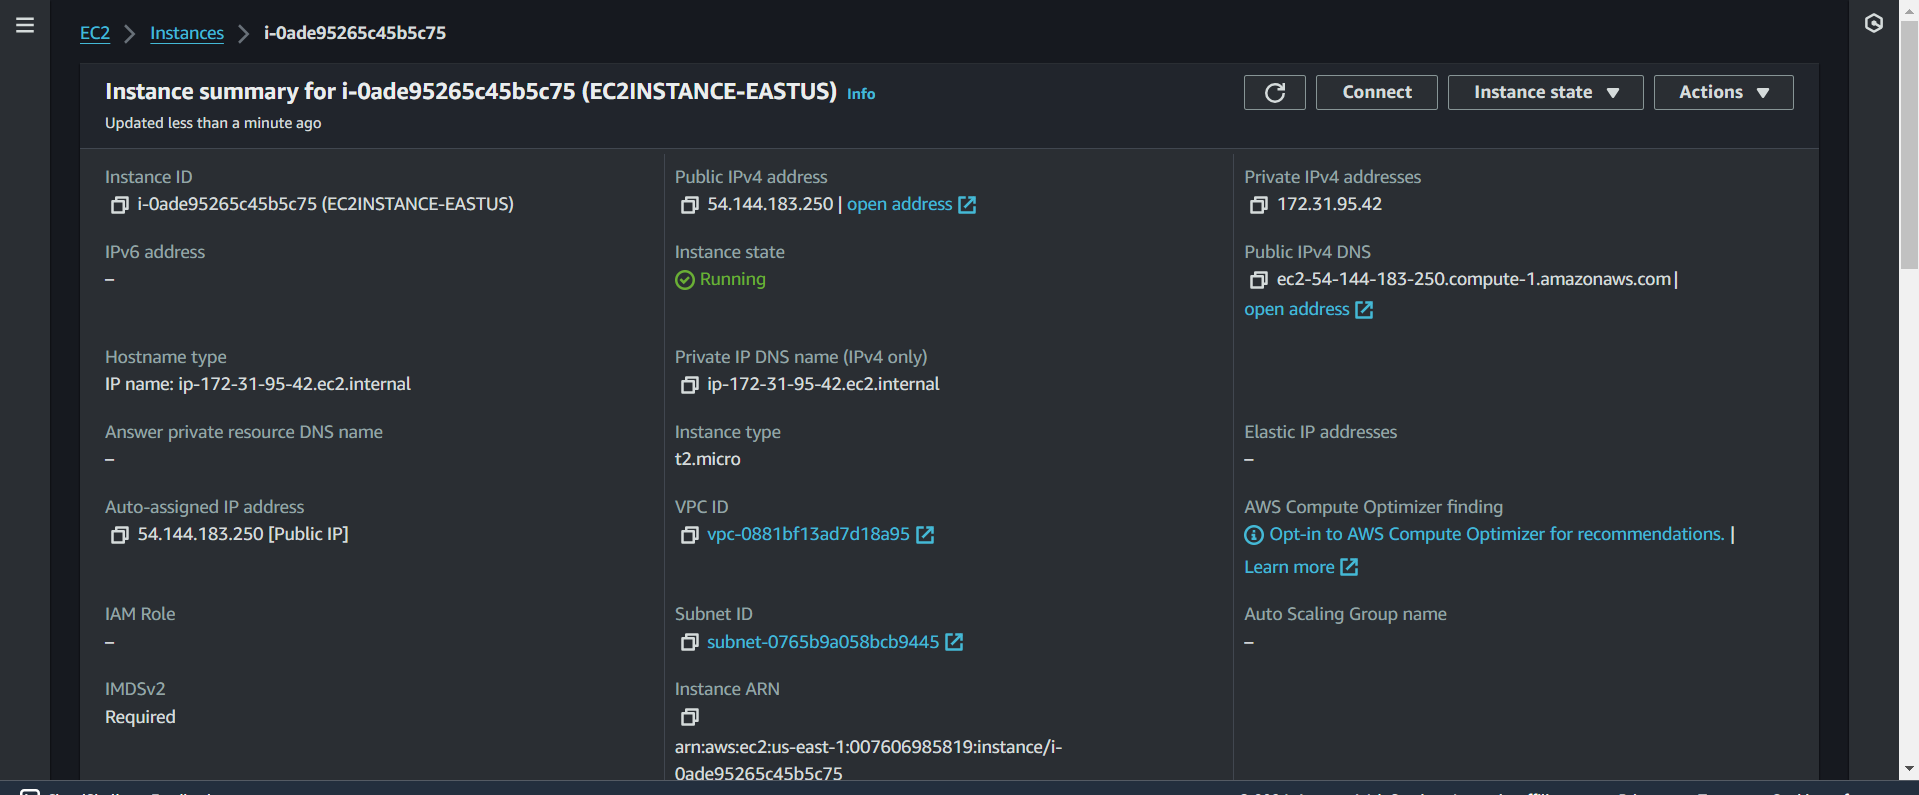 EC2 > Instances > i-0ade95265c45b5c75
Instance summary for i-0ade95265c45b5c75 (EC2INSTANCE-EASTUS) Info
Updated less than a minute ago
Connect
Instance state
Actions
Instance ID
i-0ade95265c45b5c75 (EC2INSTANCE-EASTUS)
Public IPv4 address
54.144.183.250 | open address
Private IPv4 addresses
172.31.95.42
IPv6 address
–
Instance state
Running
Public IPv4 DNS
ec2-54-144-183-250.compute-1.amazonaws.com |
open address
Hostname type
IP name: ip-172-31-95-42.ec2.internal
Private IP DNS name (IPv4 only)
ip-172-31-95-42.ec2.internal
Answer private resource DNS name
–
Instance type
t2.micro
Elastic IP addresses
–
Auto-assigned IP address
54.144.183.250 [Public IP]
VPC ID
vpc-0881bf13ad7d18a95
AWS Compute Optimizer finding
Opt-in to AWS Compute Optimizer for recommendations. |
Learn more
IAM Role
–
Subnet ID
subnet-0765b9a058bcb9445
Auto Scaling Group name
–
IMDSv2
Required
Instance ARN
arn:aws:ec2:us-east-1:007606985819:instance/i-
0ade95265c45b5c75